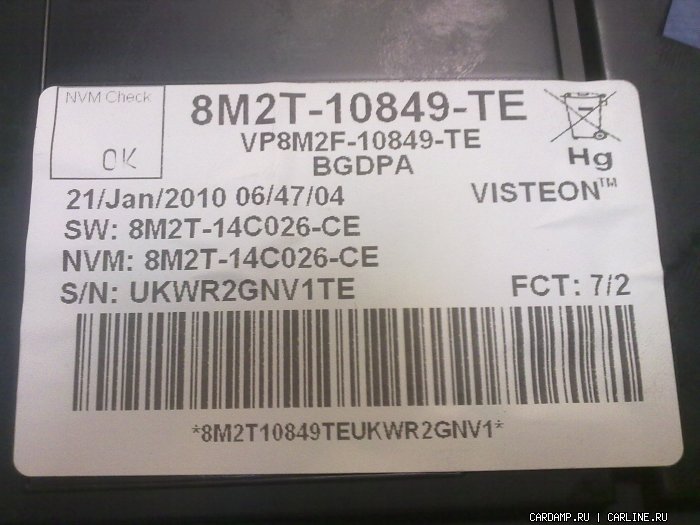 NVM Check
OK
8M2T-10849-TE
VP8M2F-10849-TE
BGDPA
Hg
21/Jan/2010 06/47/04
VISTEON™
SW: 8M2T-14C026-CE
NVM: 8M2T-14C026-CE
S/N: UKWR2GNV1TE
FCT: 7/2
*8M2T10849TEUKWR2GNV1*
CARDAMP.RU | CARLINE.RU